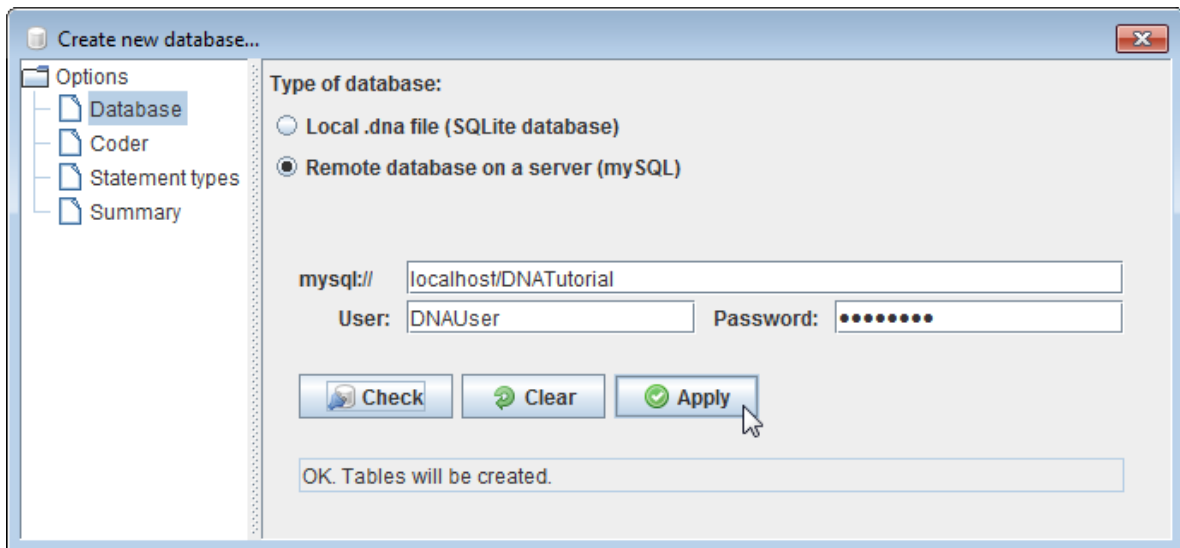 Create new database...
Options
Database
Coder
Statement types
Summary
Type of database:
Local .dna file (SQLite database)
Remote database on a server (mySQL)
mysql:// localhost/DNATutorial
User: DNAUser Password: ●●●●●●●●
Check Clear Apply
OK. Tables will be created.